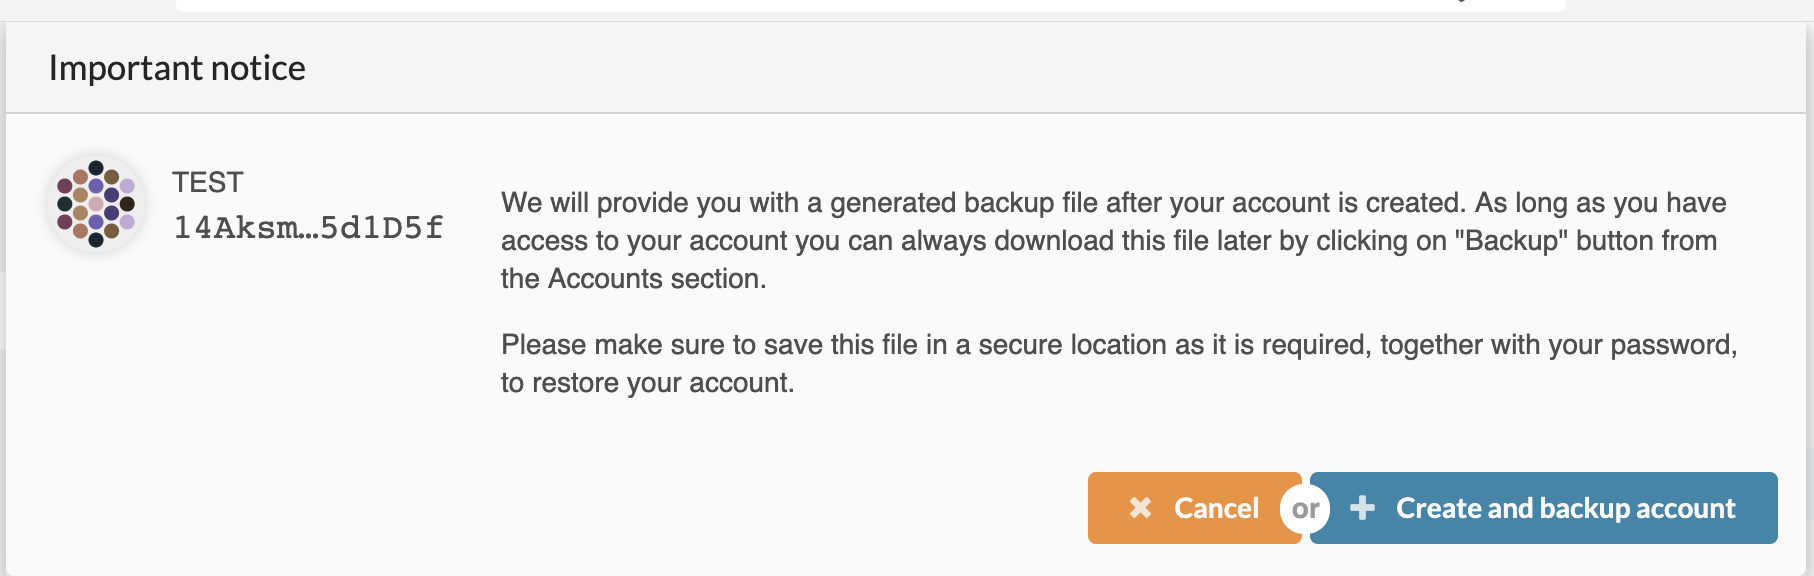 Important notice
TEST
14Aksm…5d1D5f
We will provide you with a generated backup file after your account is created. As long as you have
access to your account you can always download this file later by clicking on "Backup" button from
the Accounts section.
Please make sure to save this file in a secure location as it is required, together with your password,
to restore your account.
Cancel or Create and backup account